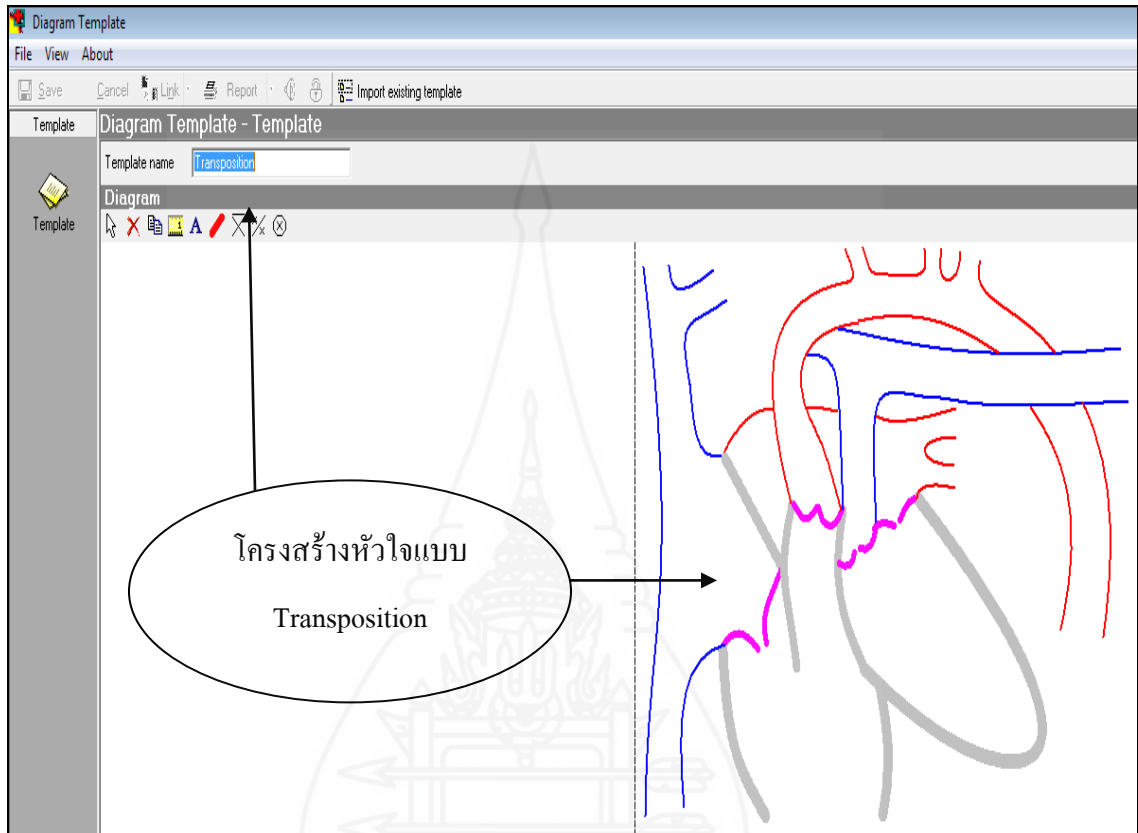 Diagram Template
File View About
Save Cancel Link Report Import existing template
Template Diagram Template - Template
Template name Transposition
Diagram
Template
A
โครงสร้างหัวใจแบบ
Transposition